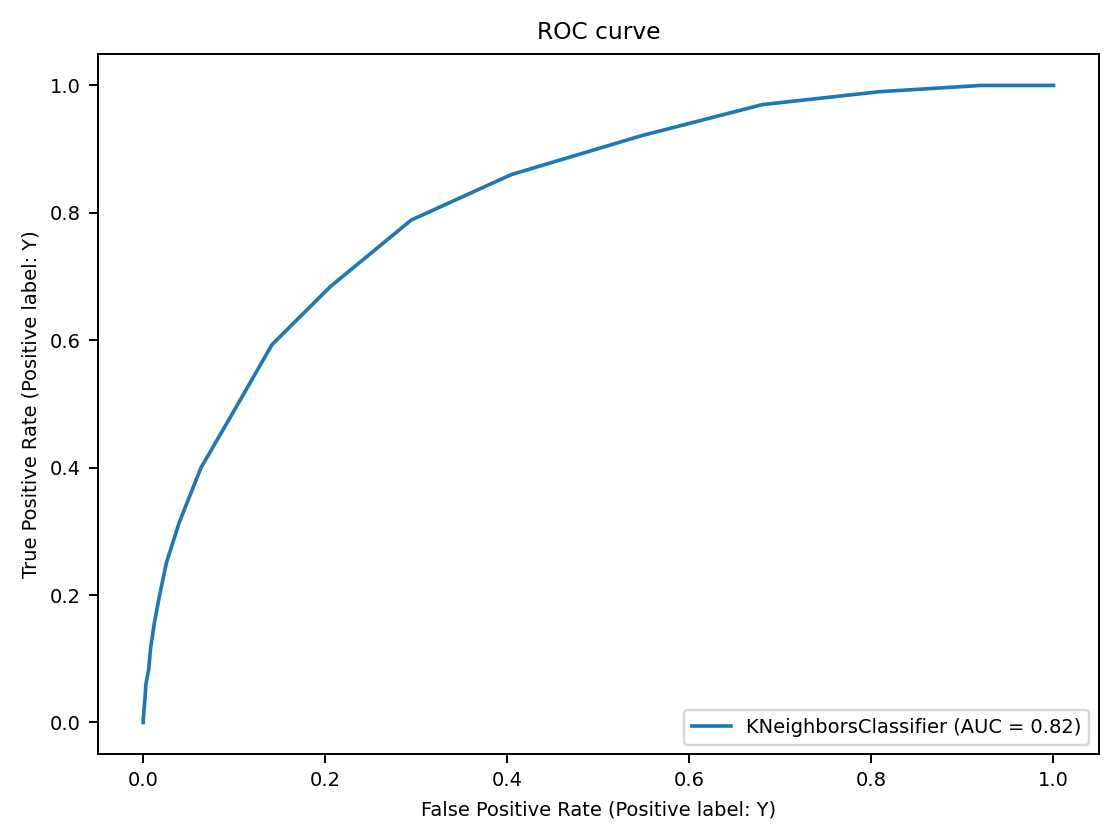 ROC curve
True Positive Rate (Positive label: Y)
1.0
0.8
0.6
0.4
0.2
0.0
KNeighborsClassifier (AUC = 0.82)
0.0 0.2 0.4 0.6 0.8 1.0
False Positive Rate (Positive label: Y)